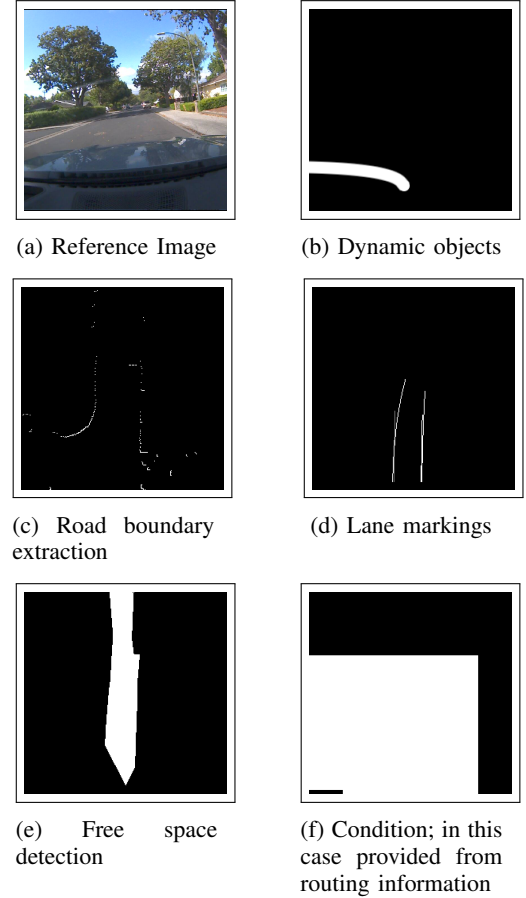 (a) Reference Image
(b) Dynamic objects
(c) Road boundary
extraction
(d) Lane markings
(e) Free space
detection
(f) Condition; in this
case provided from
routing information